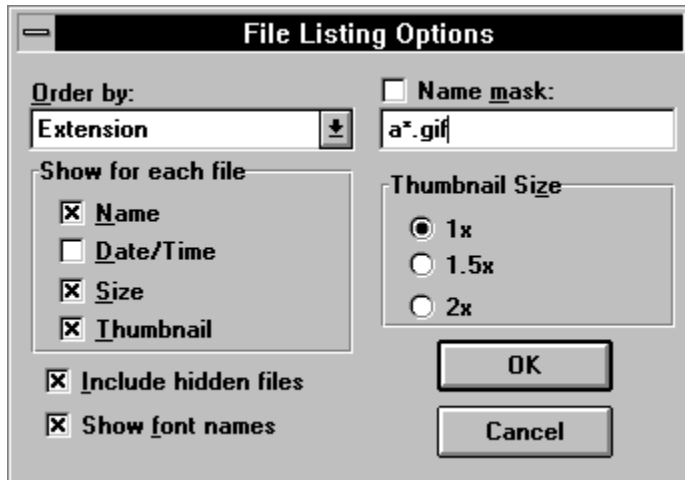 File Listing Options
Order by:
Extension
Show for each file
Name
Date/Time
Size
Thumbnail
Include hidden files
Show font names
Name mask:
a*.gif
Thumbnail Size
1x
1.5x
2x
OK
Cancel